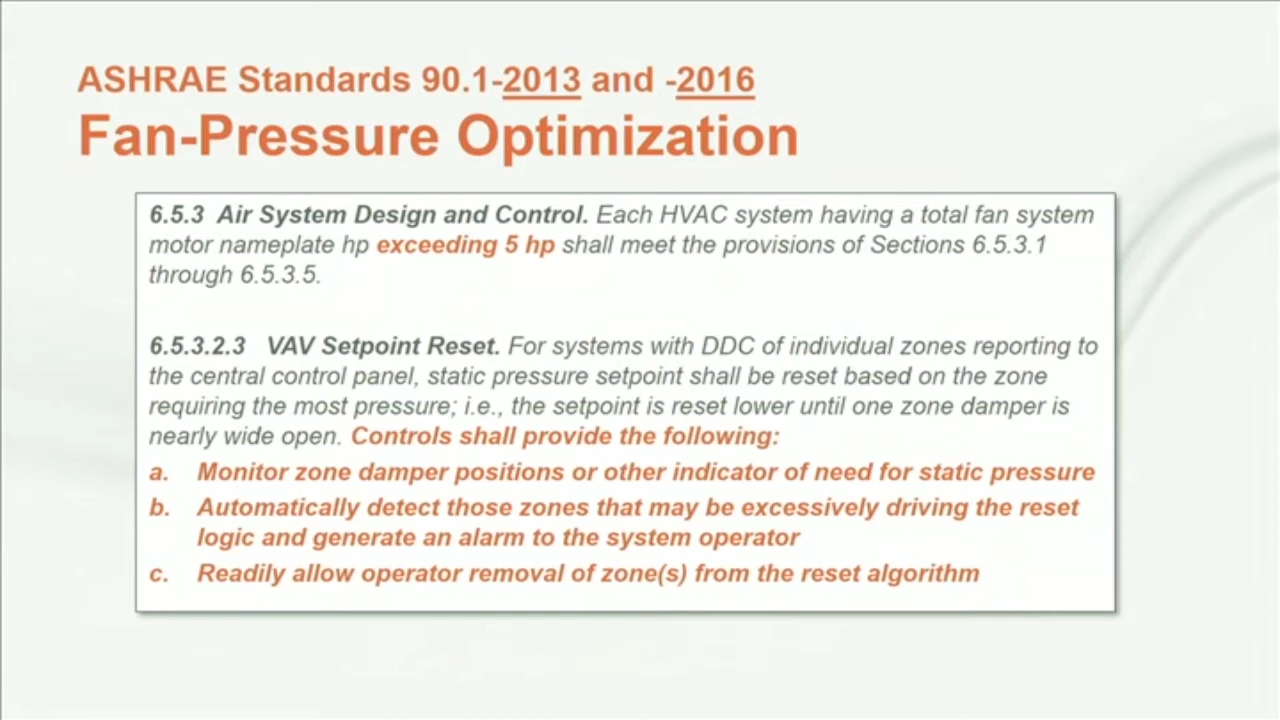 ASHRAE Standards 90.1-2013 and -2016
Fan-Pressure Optimization
6.5.3 Air System Design and Control. Each HVAC system having a total fan system
motor nameplate hp exceeding 5 hp shall meet the provisions of Sections 6.5.3.1
through 6.5.3.5.
6.5.3.2.3 VAV Setpoint Reset. For systems with DDC of individual zones reporting to
the central control panel, static pressure setpoint shall be reset based on the zone
requiring the most pressure; i.e., the setpoint is reset lower until one zone damper is
nearly wide open. Controls shall provide the following:
a. Monitor zone damper positions or other indicator of need for static pressure
b. Automatically detect those zones that may be excessively driving the reset
logic and generate an alarm to the system operator
c. Readily allow operator removal of zone(s) from the reset algorithm